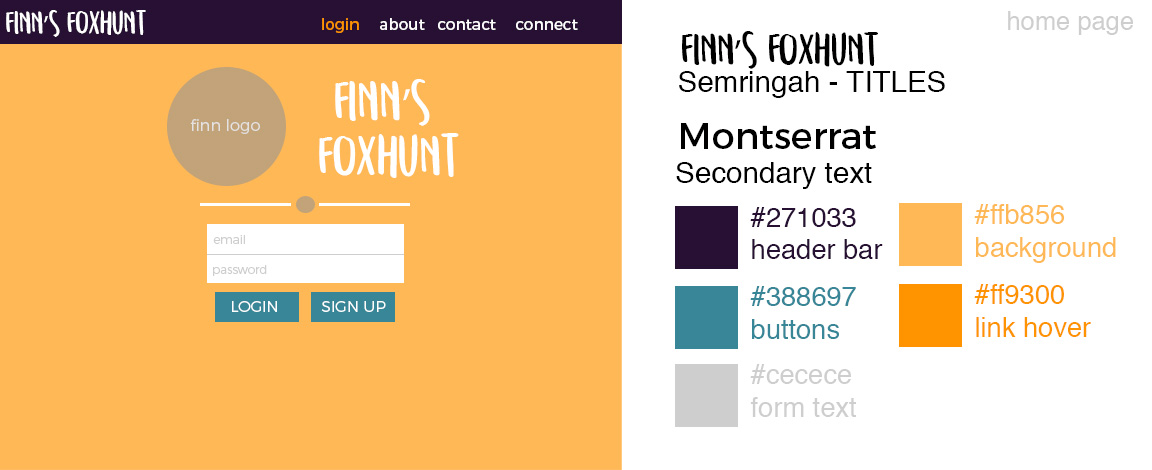 FINN'S FOXHUNT
login about contact connect
finn logo
FINN'S
FOXHUNT
email
password
LOGIN SIGN UP
home page
FINN'S FOXHUNT
Semringah - TITLES
Montserrat
Secondary text
#271033
header bar
#ffb856
background
#388697
buttons
#ff9300
link hover
#cecece
form text